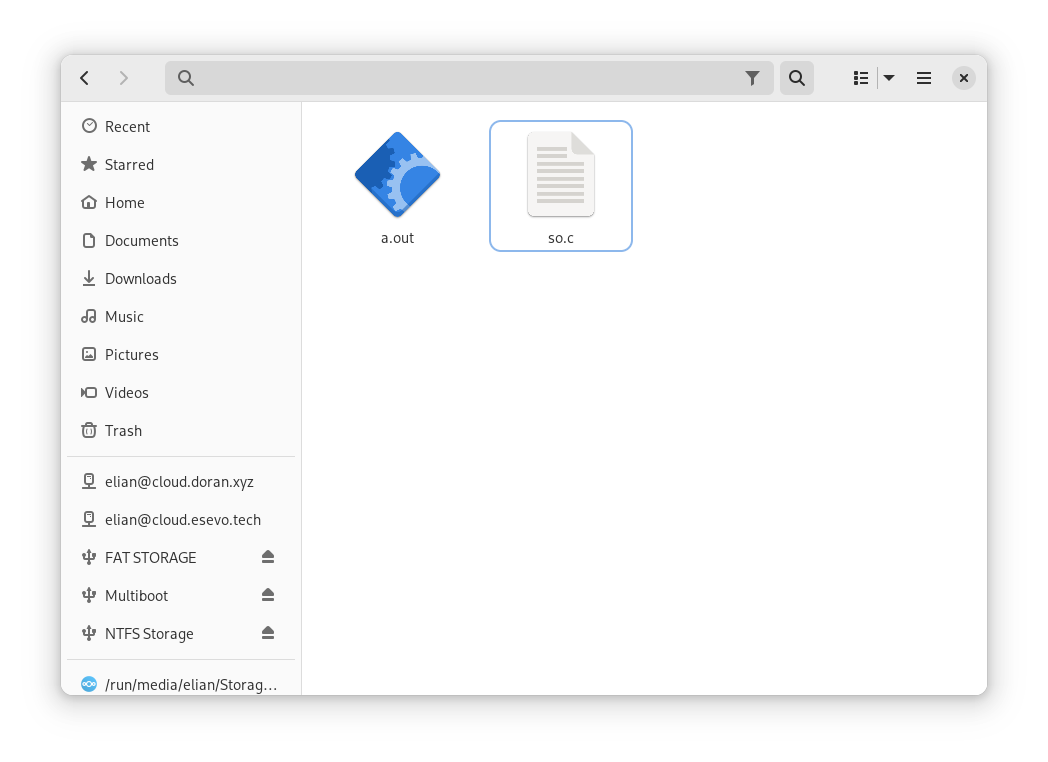 Recent
Starred
Home
Documents
Downloads
Music
Pictures
Videos
Trash
elian@cloud.doran.xyz
elian@cloud.esevo.tech
FAT STORAGE
Multiboot
NTFS Storage
/run/media/elian/Storag…
a.out
so.c